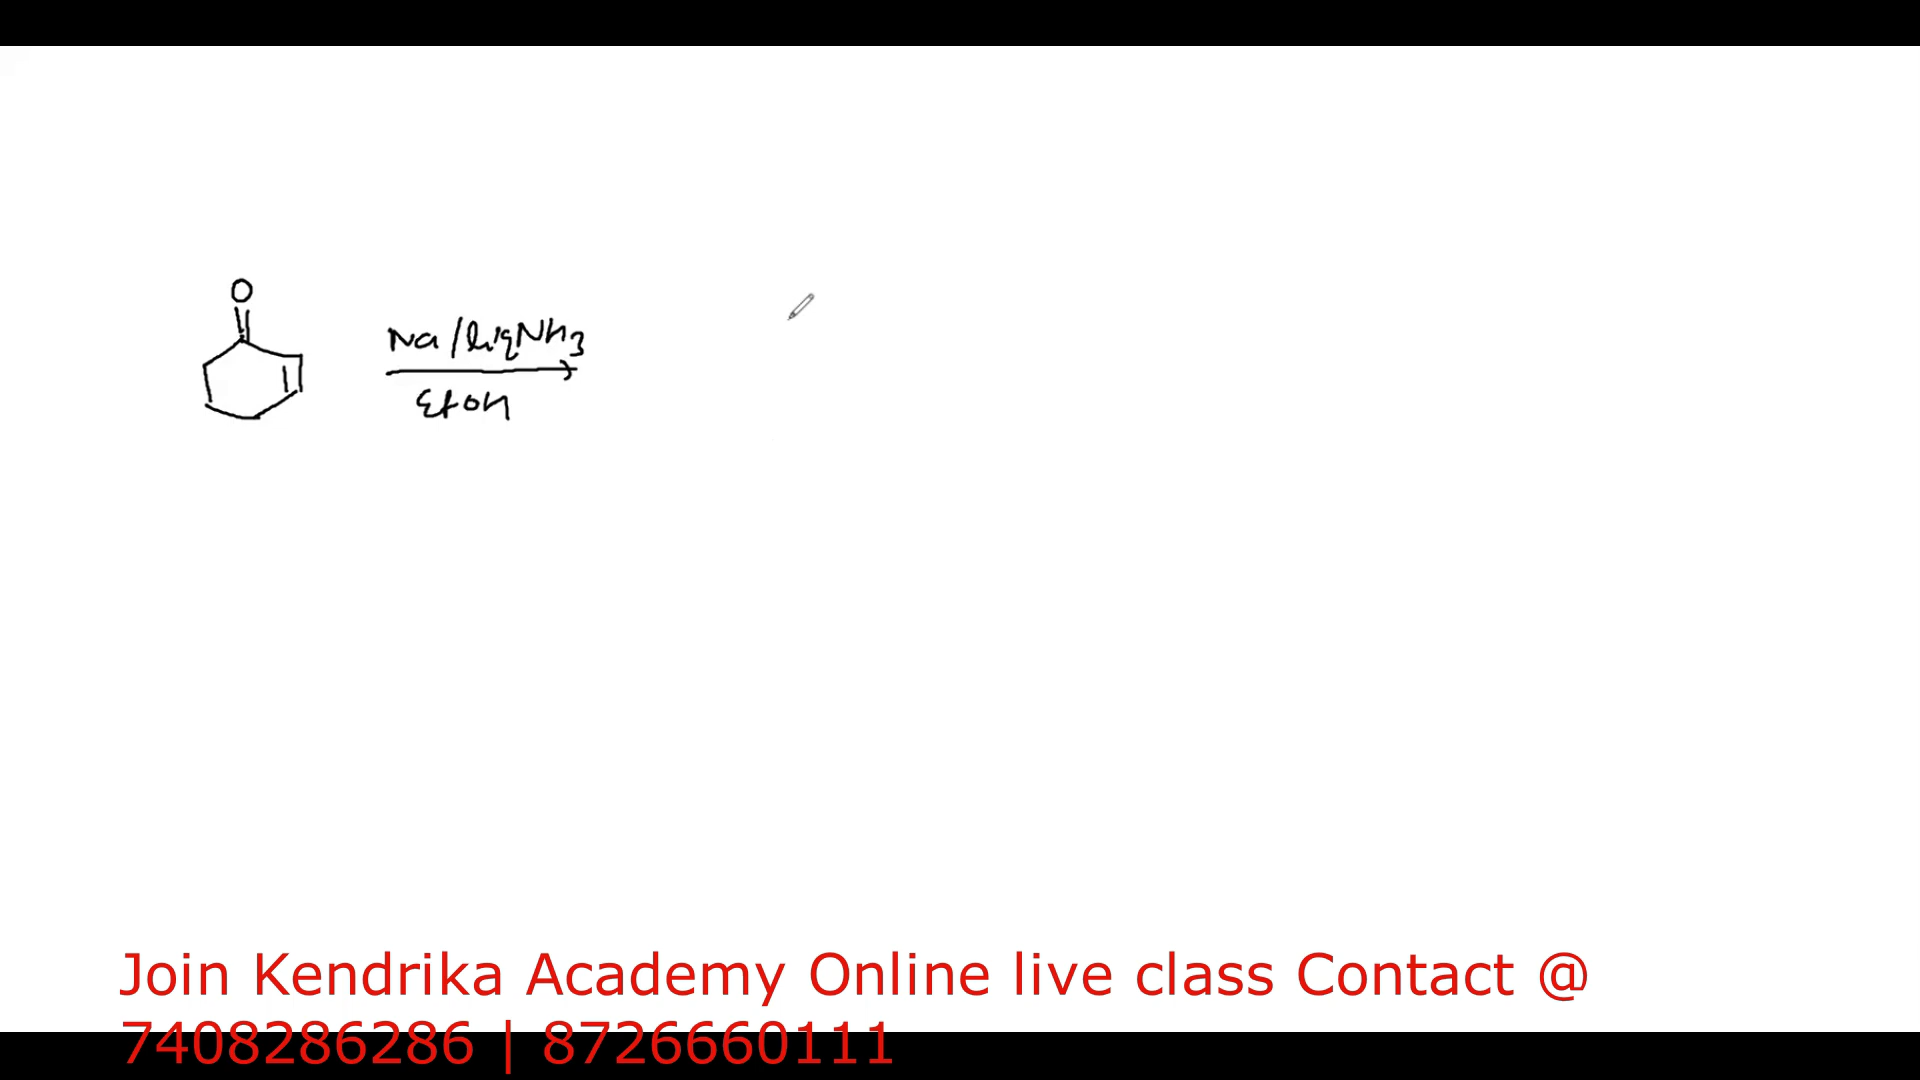 O
Na/liqNH3
EtOH
Join Kendrika Academy Online live class Contact @
7408286286 | 8726660111